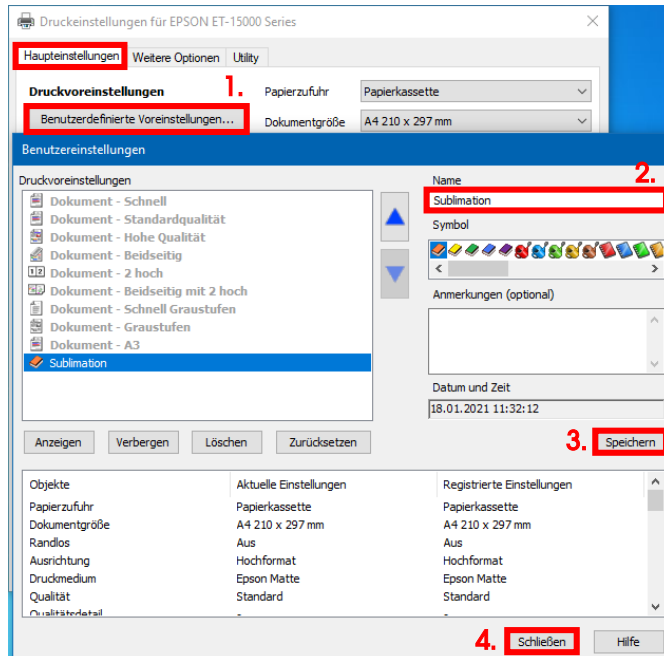 Druckeinstellungen für EPSON ET-15000 Series
Haupteinstellungen Weitere Optionen Utility
1.
Druckvoreinstellungen Papierzufuhr Papierkassette
Benutzerdefinierte Voreinstellungen... Dokumentgröße A4 210 x 297 mm
Benutzereinstellungen
2.
Druckvoreinstellungen Name
Dokument - Schnell Sublimation
Dokument - Standardqualität Symbol
Dokument - Hohe Qualität
Dokument - Beidseitig
Dokument - 2 hoch
Dokument - Beidseitig mit 2 hoch Anmerkungen (optional)
Dokument - Schnell Graustufen
Dokument - Graustufen
Dokument - A3
Sublimation
Datum und Zeit
18.01.2021 11:32:12
Anzeigen Verbergen Löschen Zurücksetzen 3. Speichern
Objekte Aktuelle Einstellungen Registrierte Einstellungen
Papierzufuhr Papierkassette Papierkassette
Dokumentgröße A4 210 x 297 mm A4 210 x 297 mm
Randlos Aus Aus
Ausrichtung Hochformat Hochformat
Druckmedium Epson Matte Epson Matte
Qualität Standard Standard
Qualitätsdetail - -
4. Schließen Hilfe